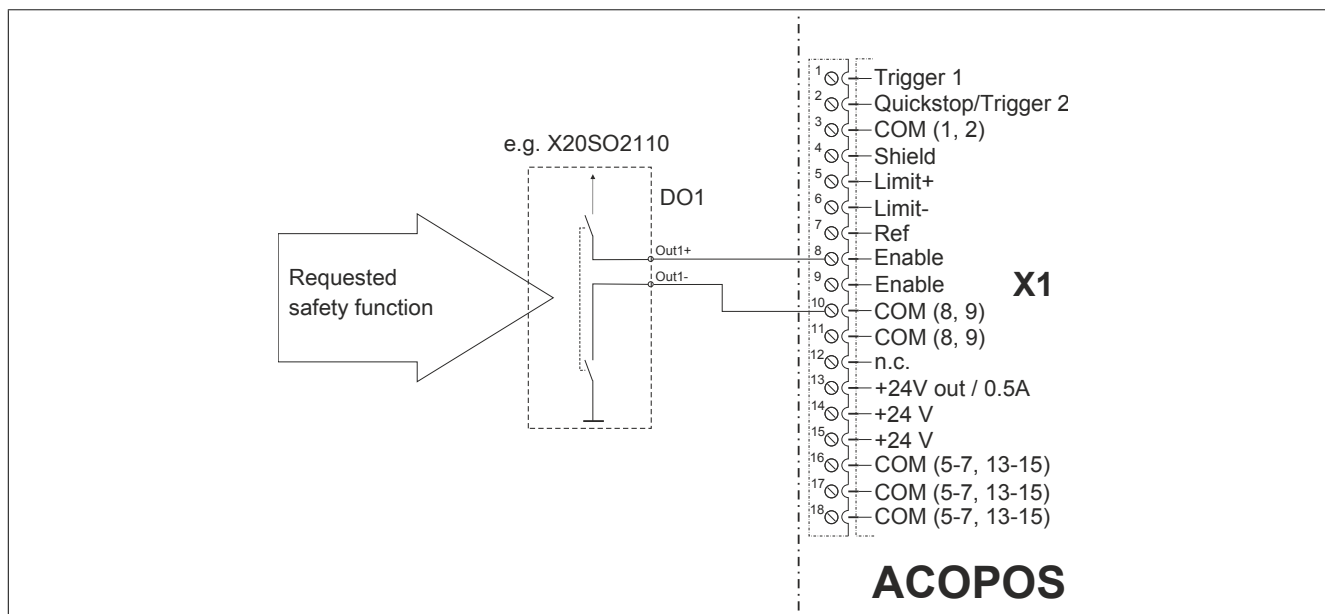 e.g. X20SO2110
DO1
Out1+
Out1-
Requested
safety function
1 Trigger 1
2 Quickstop/Trigger 2
3 COM (1, 2)
4 Shield
5 Limit+
6 Limit-
7 Ref
8 Enable
9 Enable
10 COM (8, 9)
11 COM (8, 9)
12 n.c.
13 +24V out / 0.5A
14 +24 V
15 +24 V
16 COM (5-7, 13-15)
17 COM (5-7, 13-15)
18 COM (5-7, 13-15)
X1
ACOPOS